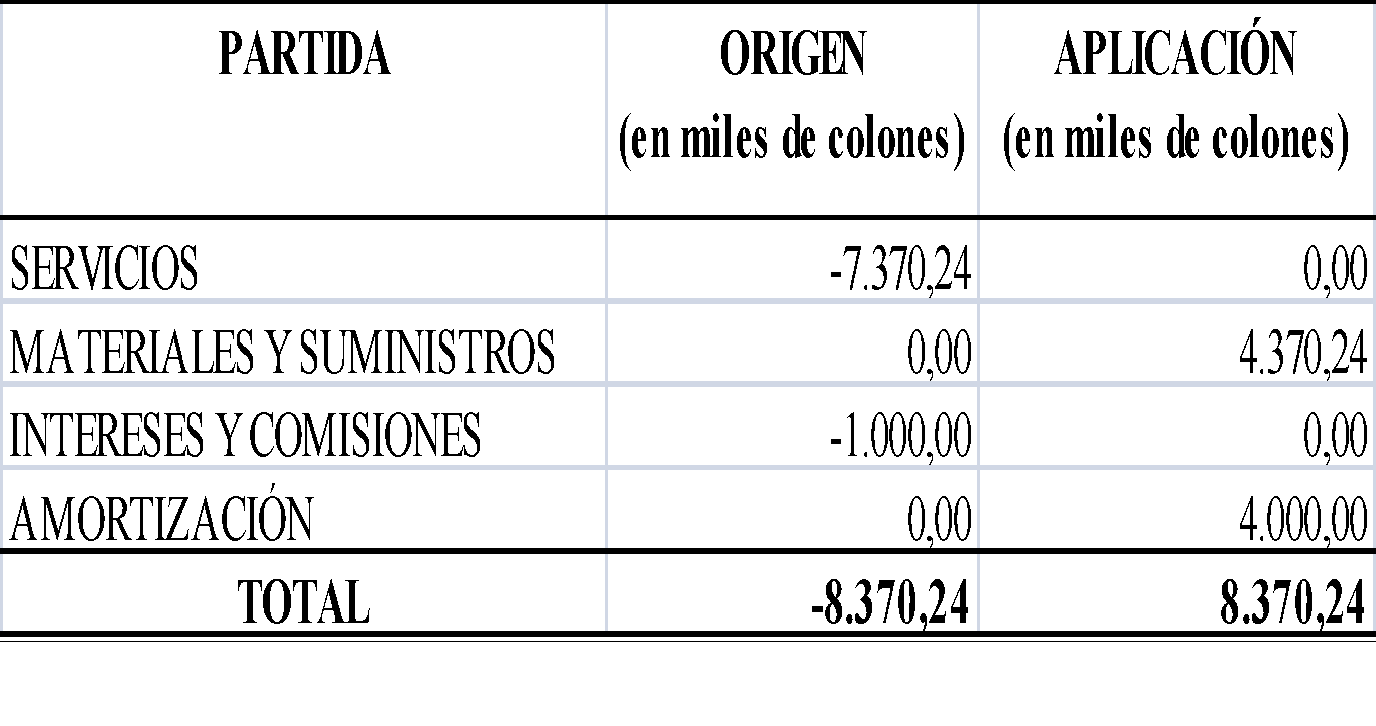 PARTIDA ORIGEN APLICACIÓN
(en miles de colones) (en miles de colones)
SERVICIOS -7.370,24 0,00
MATERIALES Y SUMINISTROS 0,00 4.370,24
INTERESES Y COMISIONES -1.000,00 0,00
AMORTIZACIÓN 0,00 4.000,00
TOTAL -8.370,24 8.370,24